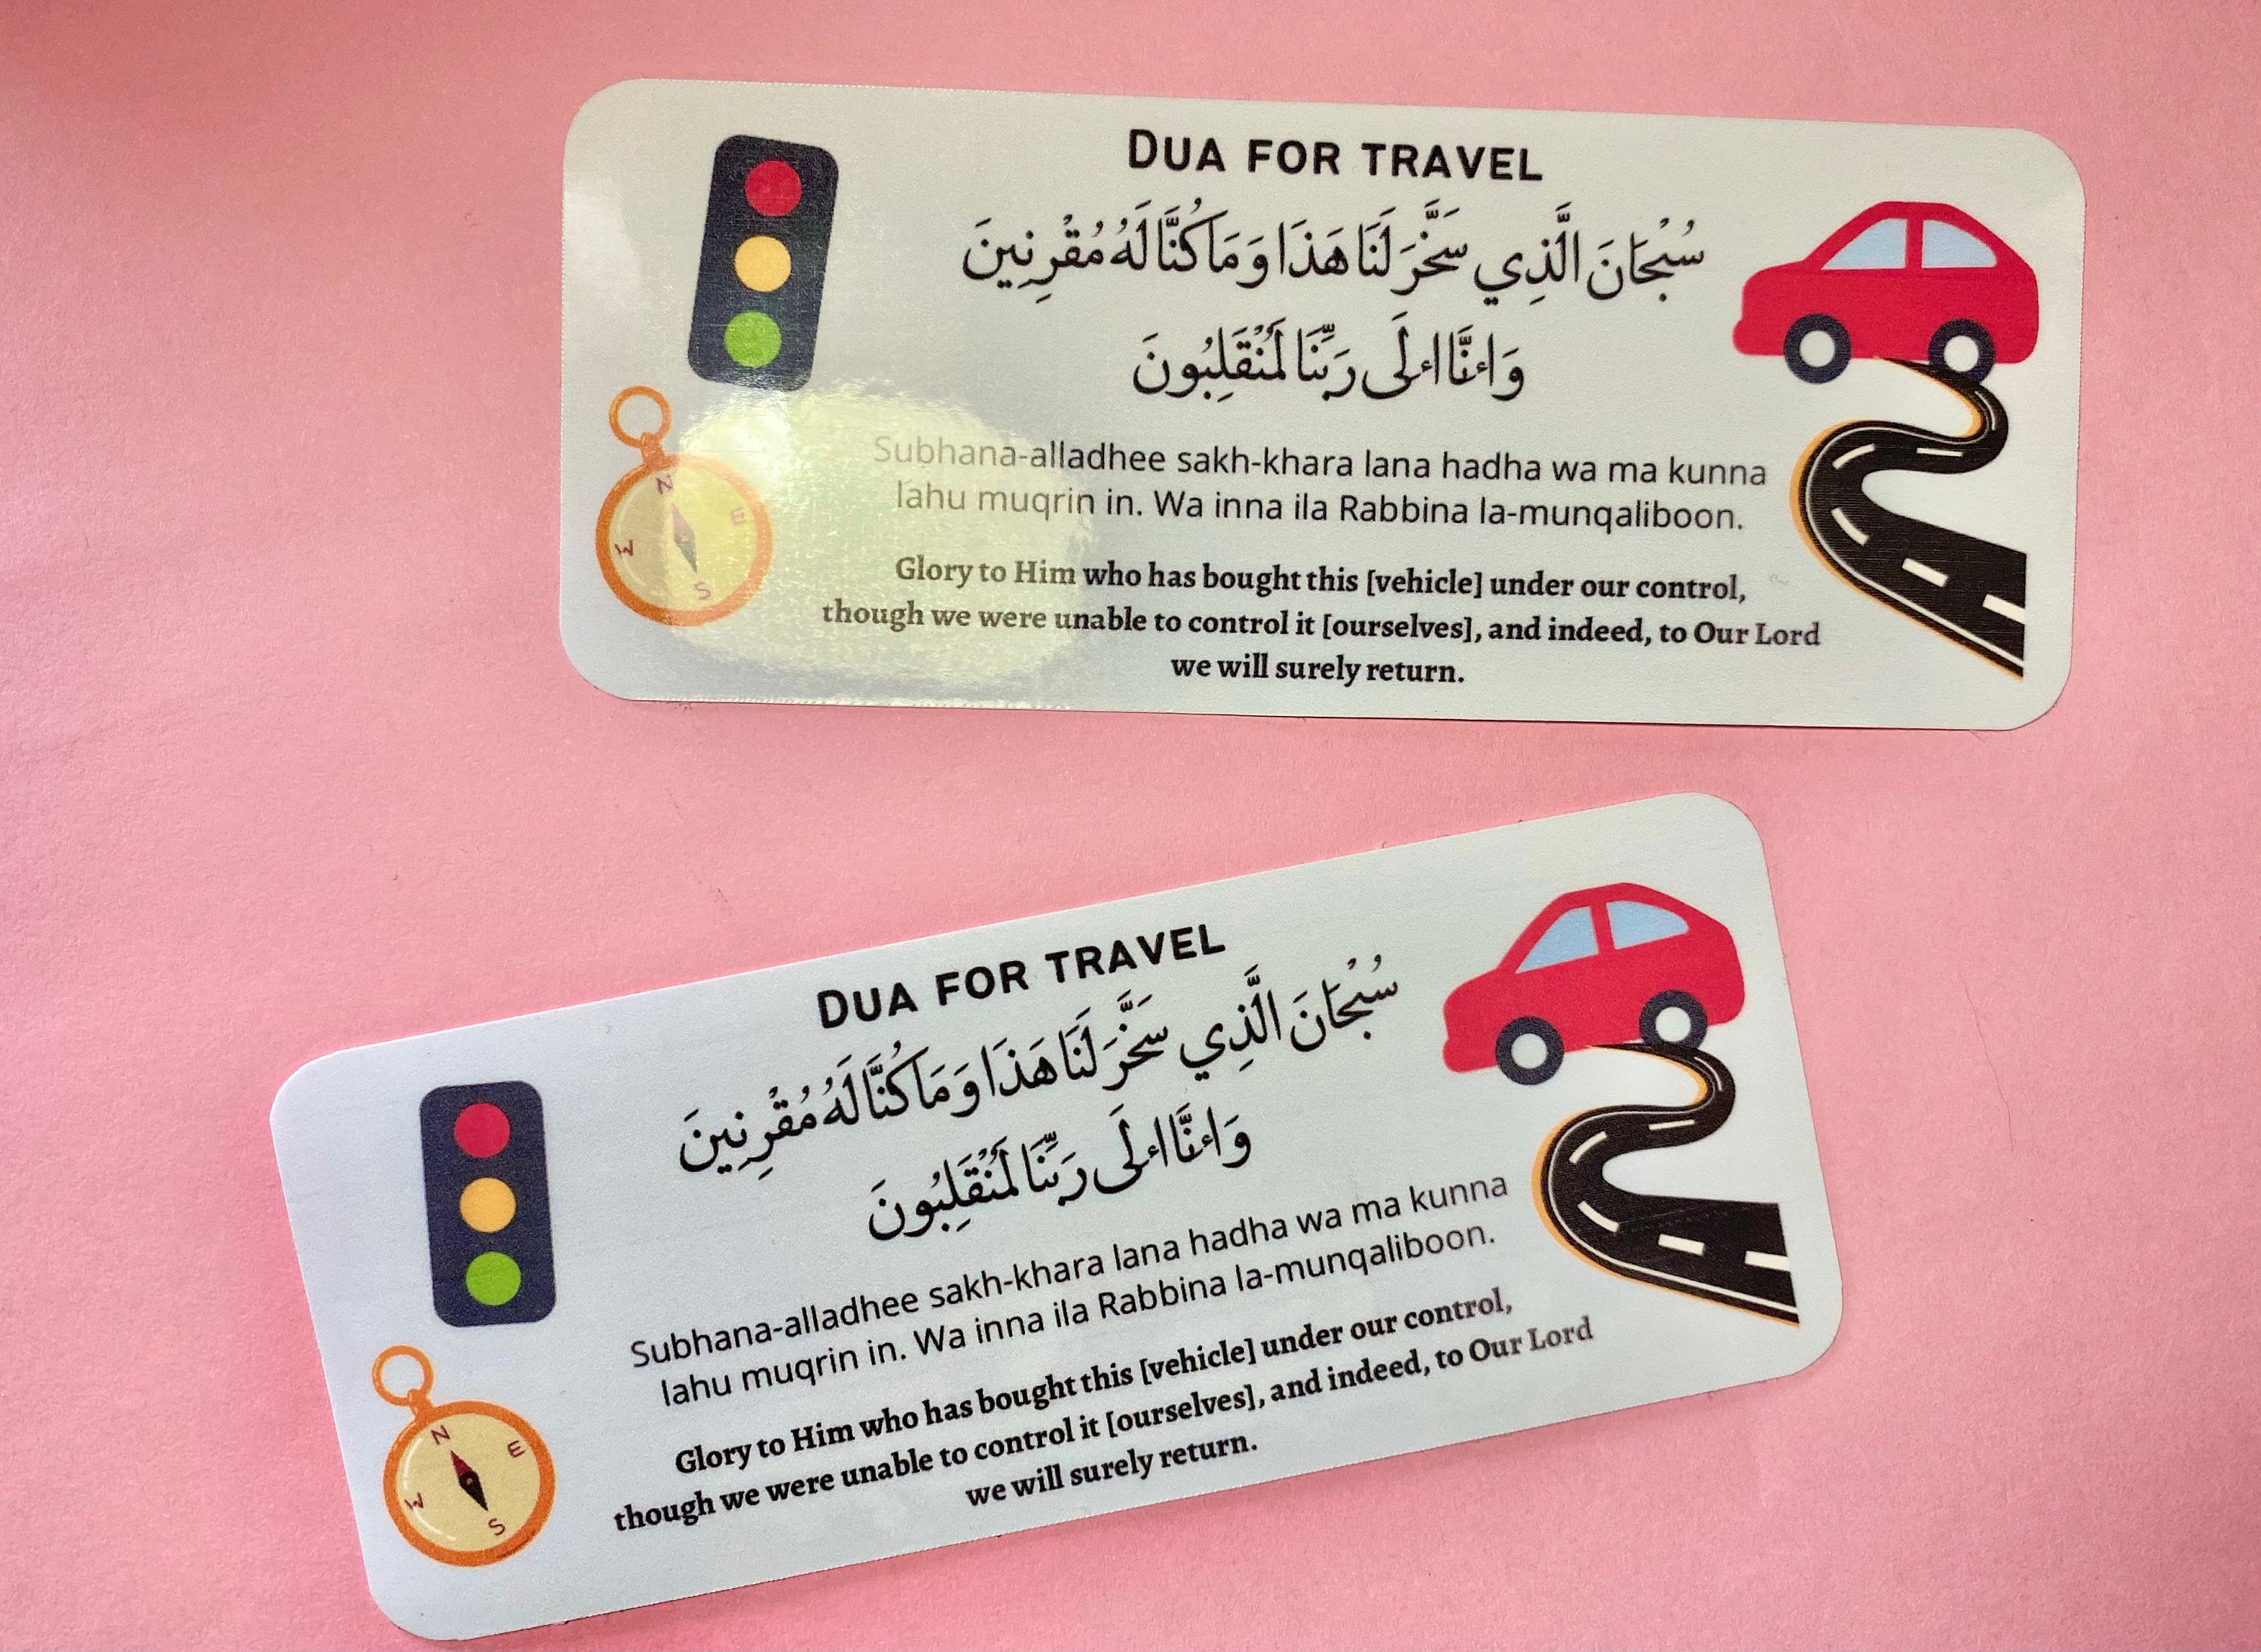 DUA FOR TRAVEL
سُبْحَانَ الَّذِي سَخَّرَ لَنَا هَذَا وَمَا كُنَّا لَهُ مُقْرِنِينَ
وَاٴنَّا اٴلَى رَبِّنَا لَمُنْقَلِبُونَ
Subhana-alladhee sakh-khara lana hadha wa ma kunna
lahu muqrin in. Wa inna ila Rabbina la-munqaliboon.
Glory to Him who has bought this [vehicle] under our control,
though we were unable to control it [ourselves], and indeed, to Our Lord
we will surely return.
N
E
W
S
DUA FOR TRAVEL
سُبْحَانَ الَّذِي سَخَّرَ لَنَا هَذَا وَمَا كُنَّا لَهُ مُقْرِنِينَ
وَاٴنَّا اٴلَى رَبِّنَا لَمُنْقَلِبُونَ
Subhana-alladhee sakh-khara lana hadha wa ma kunna
lahu muqrin in. Wa inna ila Rabbina la-munqaliboon.
Glory to Him who has bought this [vehicle] under our control,
though we were unable to control it [ourselves], and indeed, to Our Lord
we will surely return.
N
E
W
S